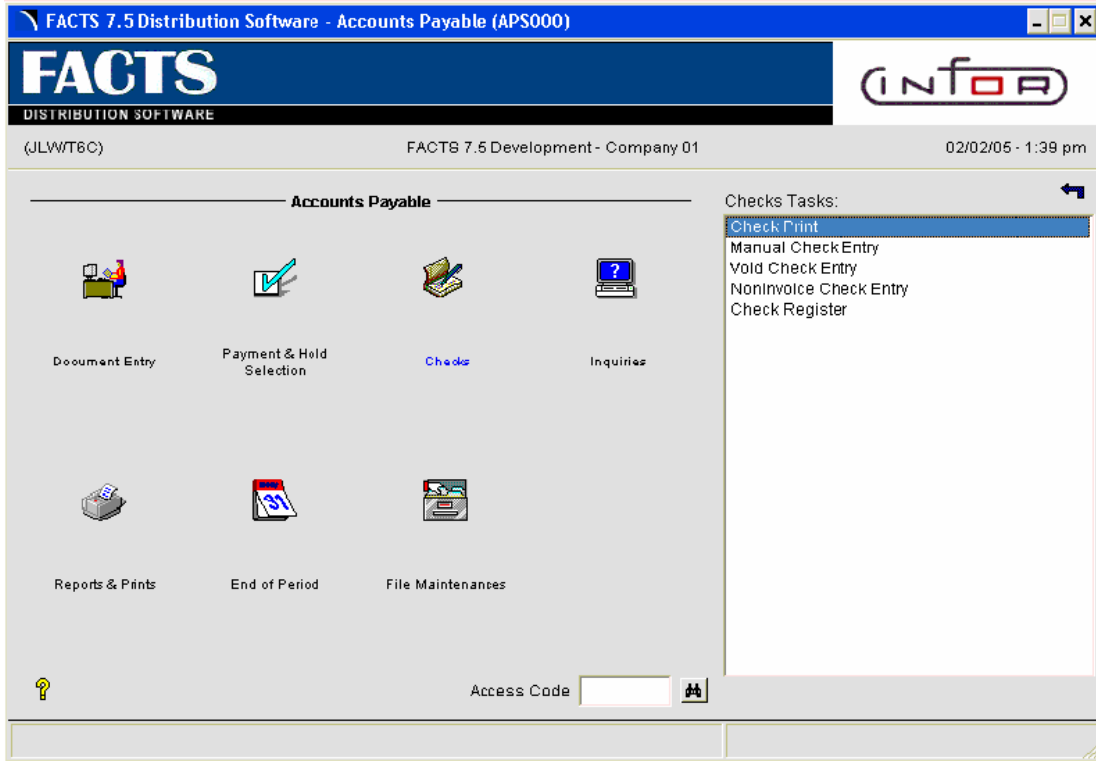 FACTS 7.5 Distribution Software - Accounts Payable (APS000)
FACTS
DISTRIBUTION SOFTWARE
infor
(JLW/T6C)
FACTS 7.5 Development - Company 01
02/02/05 - 1:39 pm
Accounts Payable
Checks Tasks:
Check Print
Manual Check Entry
Void Check Entry
NonInvoice Check Entry
Check Register
Document Entry
Payment & Hold
Selection
Checks
Inquiries
31
Reports & Prints
End of Period
File Maintenances
Access Code